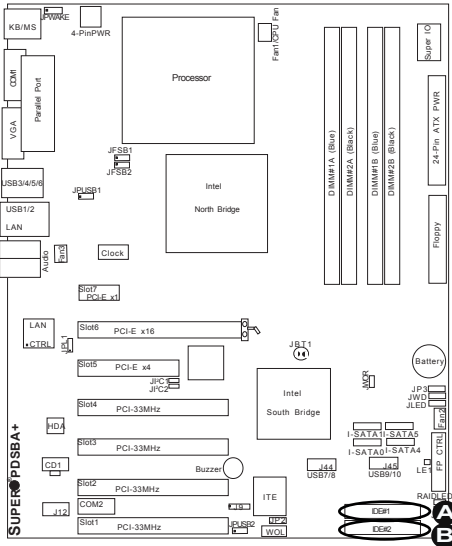 KB/MS
JPWAKE
4-PinPWR
Fan1/CPU Fan
Super IO
COM1
Parallel Port
VGA
Processor
24-Pin ATX PWR
DIMM#1A (Blue)
DIMM#2A (Black)
DIMM#1B (Blue)
DIMM#2B (Black)
JFSB1
JFSB2
USB3/4/5/6
JPUSB1
Intel
North Bridge
USB1/2
LAN
Floppy
Audio
Fan3
Clock
Slot7
PCI-E x1
LAN
CTRL
JPL1
Slot6
PCI-E x16
JBT1
Battery
Slot5
PCI-E x4
JWOR
JI²C1
JI²C2
JP3
JWD
JLED
Slot4
PCI-33MHz
Intel
South Bridge
Fan2
SUPER PDSBA+
HDA
I-SATA1
I-SATA5
I-SATA0
I-SATA4
FP CTRL
Slot3
PCI-33MHz
CD1
Buzzer
J44
USB7/8
J45
USB9/10
LE1
Slot2
PCI-33MHz
ITE
RAIDLED
J12
COM2
J9
IDE#1
A
Slot1
PCI-33MHz
JPUSB2
JP2
WOL
IDE#2
B